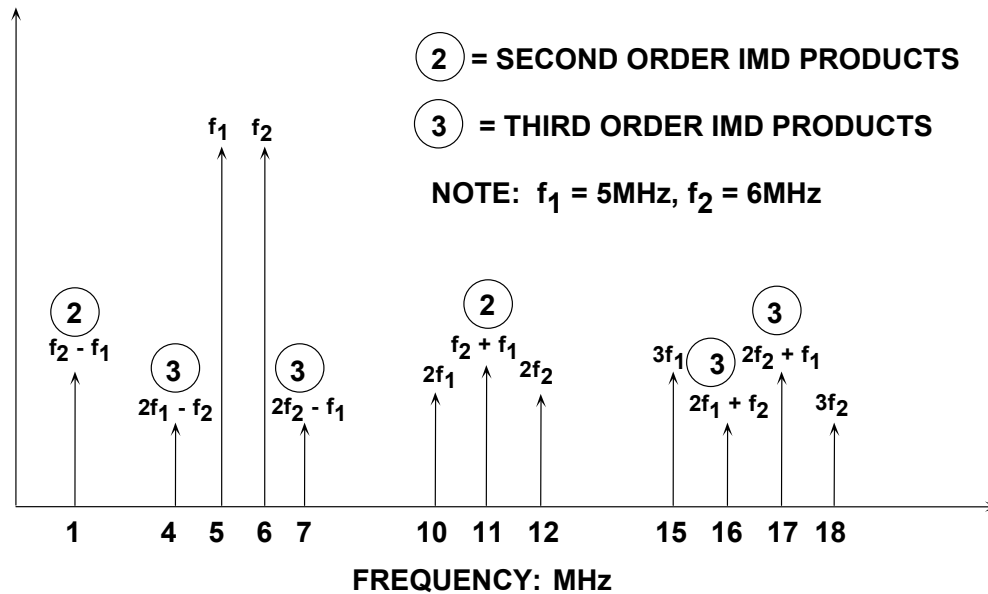 2 = SECOND ORDER IMD PRODUCTS
3 = THIRD ORDER IMD PRODUCTS
NOTE: f1 = 5MHz, f2 = 6MHz
f1 f2
2 2 3
f2 - f1 3 3 f2 + f1 3f1 3 2f2 + f1
2f1 - f2 2f2 - f1 2f1 2f2 2f1 + f2 3f2
1 4 5 6 7 10 11 12 15 16 17 18
FREQUENCY: MHz